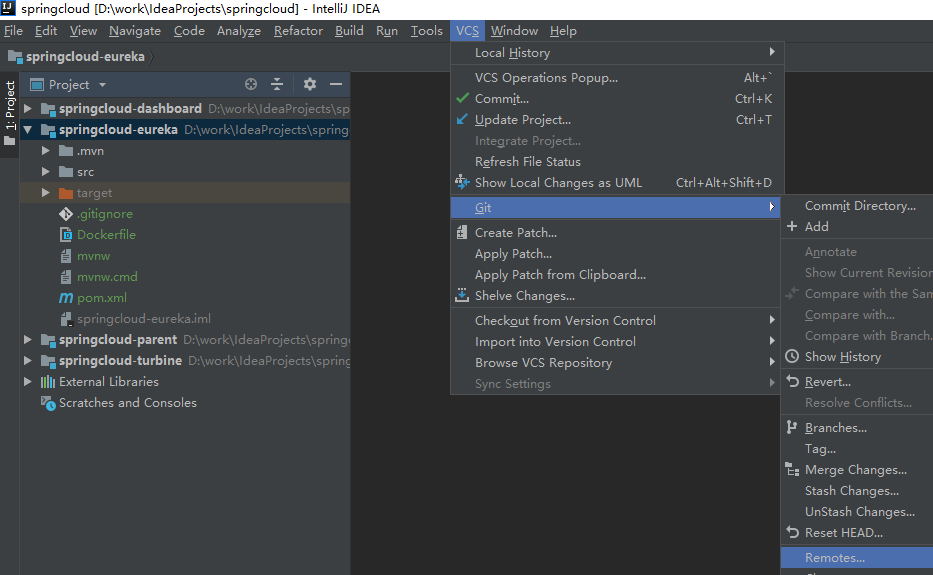 springcloud [D:\work\IdeaProjects\springcloud] - IntelliJ IDEA
File Edit View Navigate Code Analyze Refactor Build Run Tools VCS Window Help
springcloud-eureka
1: Project
Project
springcloud-dashboard D:\work\IdeaProjects\sp
springcloud-eureka D:\work\IdeaProjects\spring
.mvn
src
target
.gitignore
Dockerfile
mvnw
mvnw.cmd
pom.xml
springcloud-eureka.iml
springcloud-parent D:\work\IdeaProjects\spring
springcloud-turbine D:\work\IdeaProjects\spring
External Libraries
Scratches and Consoles
Local History
VCS Operations Popup... Alt+`
Commit... Ctrl+K
Update Project... Ctrl+T
Integrate Project...
Refresh File Status
Show Local Changes as UML Ctrl+Alt+Shift+D
Git
Create Patch...
Apply Patch...
Apply Patch from Clipboard...
Shelve Changes...
Checkout from Version Control
Import into Version Control
Browse VCS Repository
Sync Settings
Commit Directory...
Add
Annotate
Show Current Revision
Compare with the Sam
Compare with...
Compare with Branch.
Show History
Revert...
Resolve Conflicts...
Branches...
Tag...
Merge Changes...
Stash Changes...
UnStash Changes...
Reset HEAD...
Remotes...